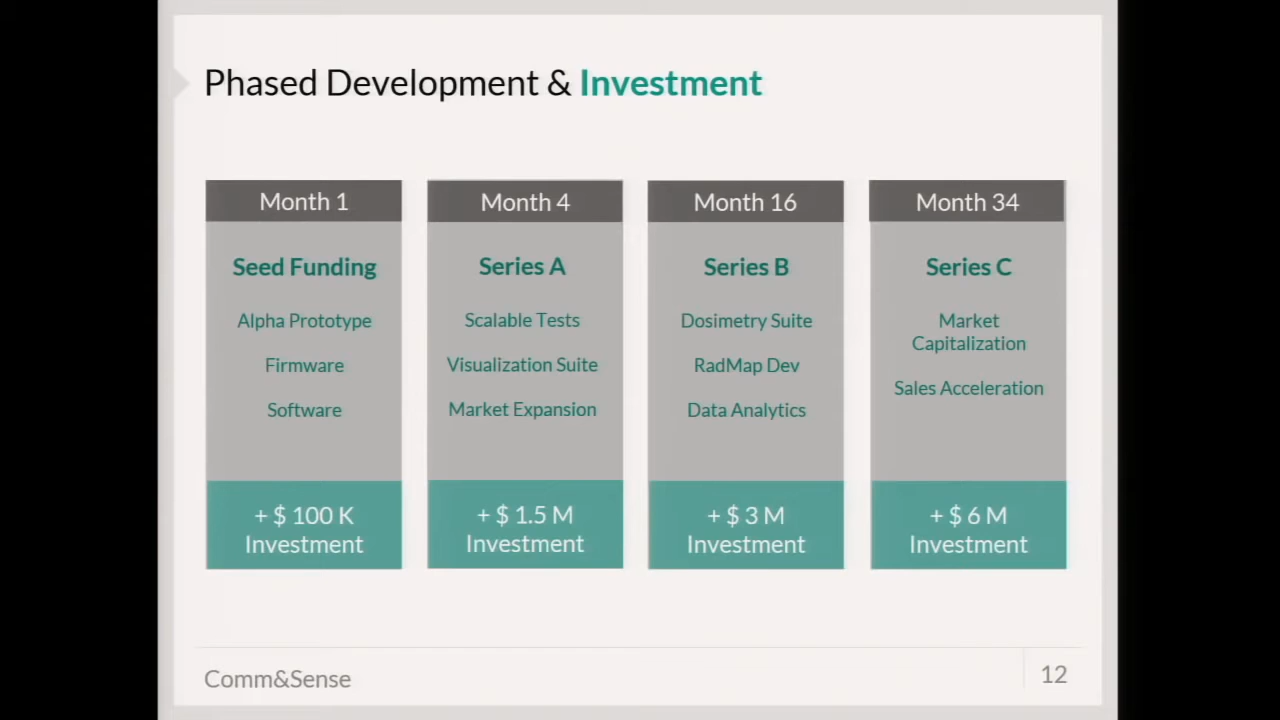 Phased Development & Investment
Month 1
Seed Funding
Alpha Prototype
Firmware
Software
+ $ 100 K
Investment
Month 4
Series A
Scalable Tests
Visualization Suite
Market Expansion
+ $ 1.5 M
Investment
Month 16
Series B
Dosimetry Suite
RadMap Dev
Data Analytics
+ $ 3 M
Investment
Month 34
Series C
Market
Capitalization
Sales Acceleration
+ $ 6 M
Investment
Comm&Sense
12